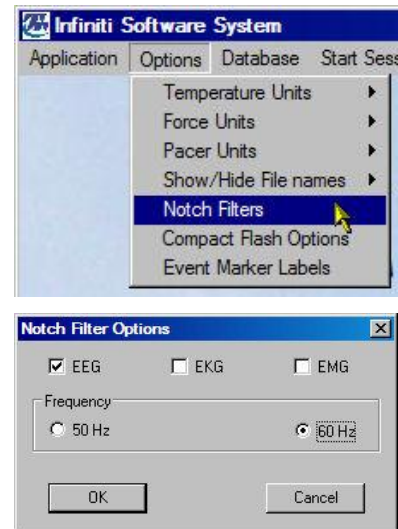 Infiniti Software System
Application Options Database Start Sess
Temperature Units
Force Units
Pacer Units
Show/Hide File names
Notch Filters
Compact Flash Options
Event Marker Labels
Notch Filter Options
EEG EKG EMG
Frequency
50 Hz 60 Hz
OK Cancel